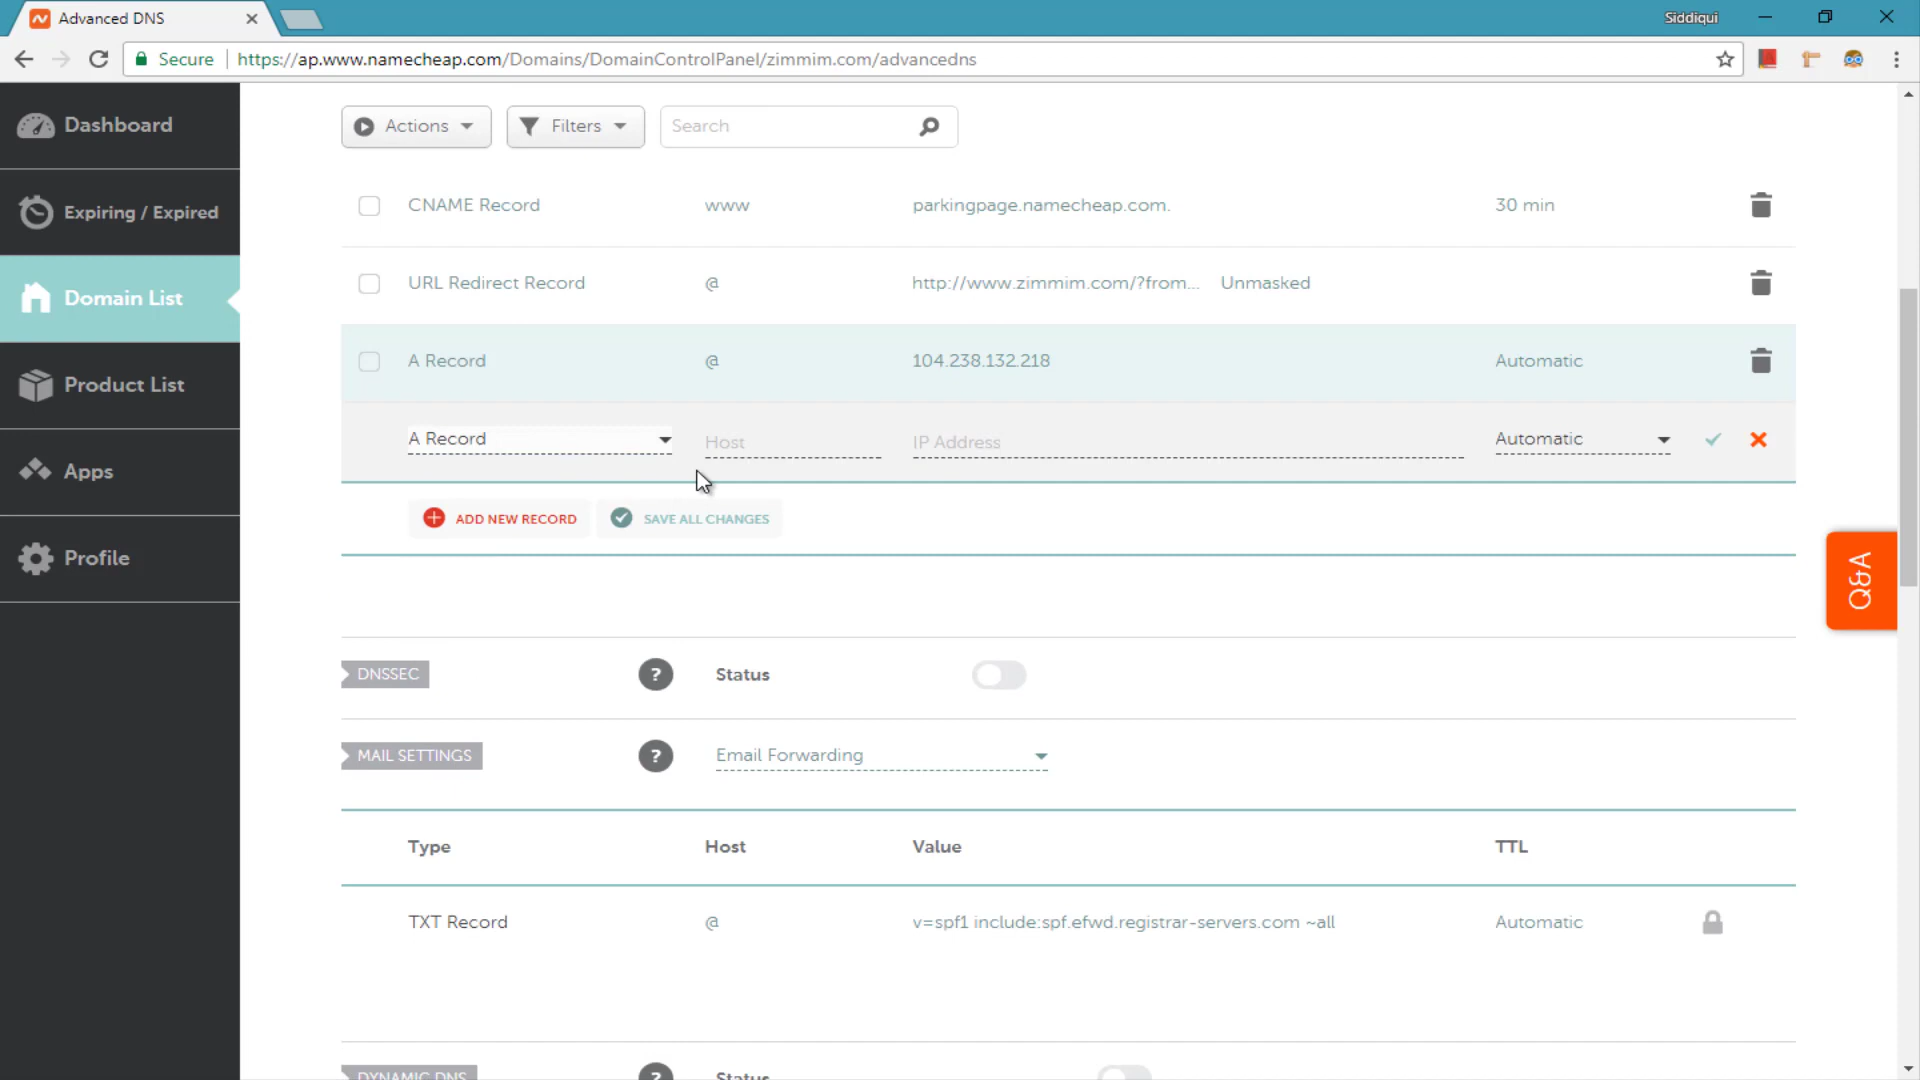 Advanced DNS
Siddiqui
Secure https://ap.www.namecheap.com/Domains/DomainControlPanel/zimmim.com/advanceddns
Dashboard
Expiring / Expired
Domain List
Product List
Apps
Profile
Actions Filters Search
CNAME Record www parkingpage.namecheap.com. 30 min
URL Redirect Record @ http://www.zimmim.com/?from... Unmasked
A Record @ 104.238.132.218 Automatic
A Record Host IP Address Automatic
ADD NEW RECORD SAVE ALL CHANGES
Q&A
DNSSEC ? Status
MAIL SETTINGS ? Email Forwarding
Type Host Value TTL
TXT Record @ v=spf1 include:spf.efwd.registrar-servers.com ~all Automatic
DYNAMIC DNS ? Status